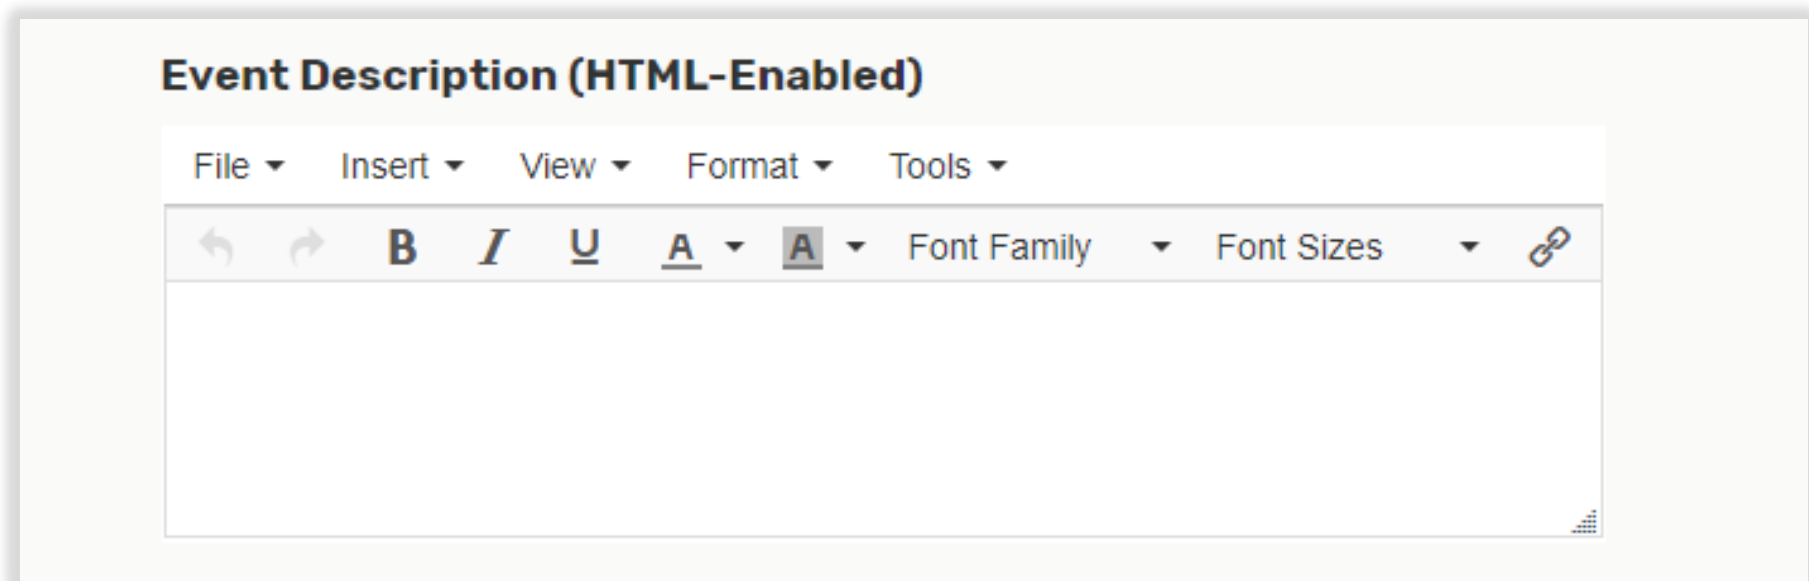 Event Description (HTML-Enabled)
File Insert View Format Tools
B I U A A Font Family Font Sizes